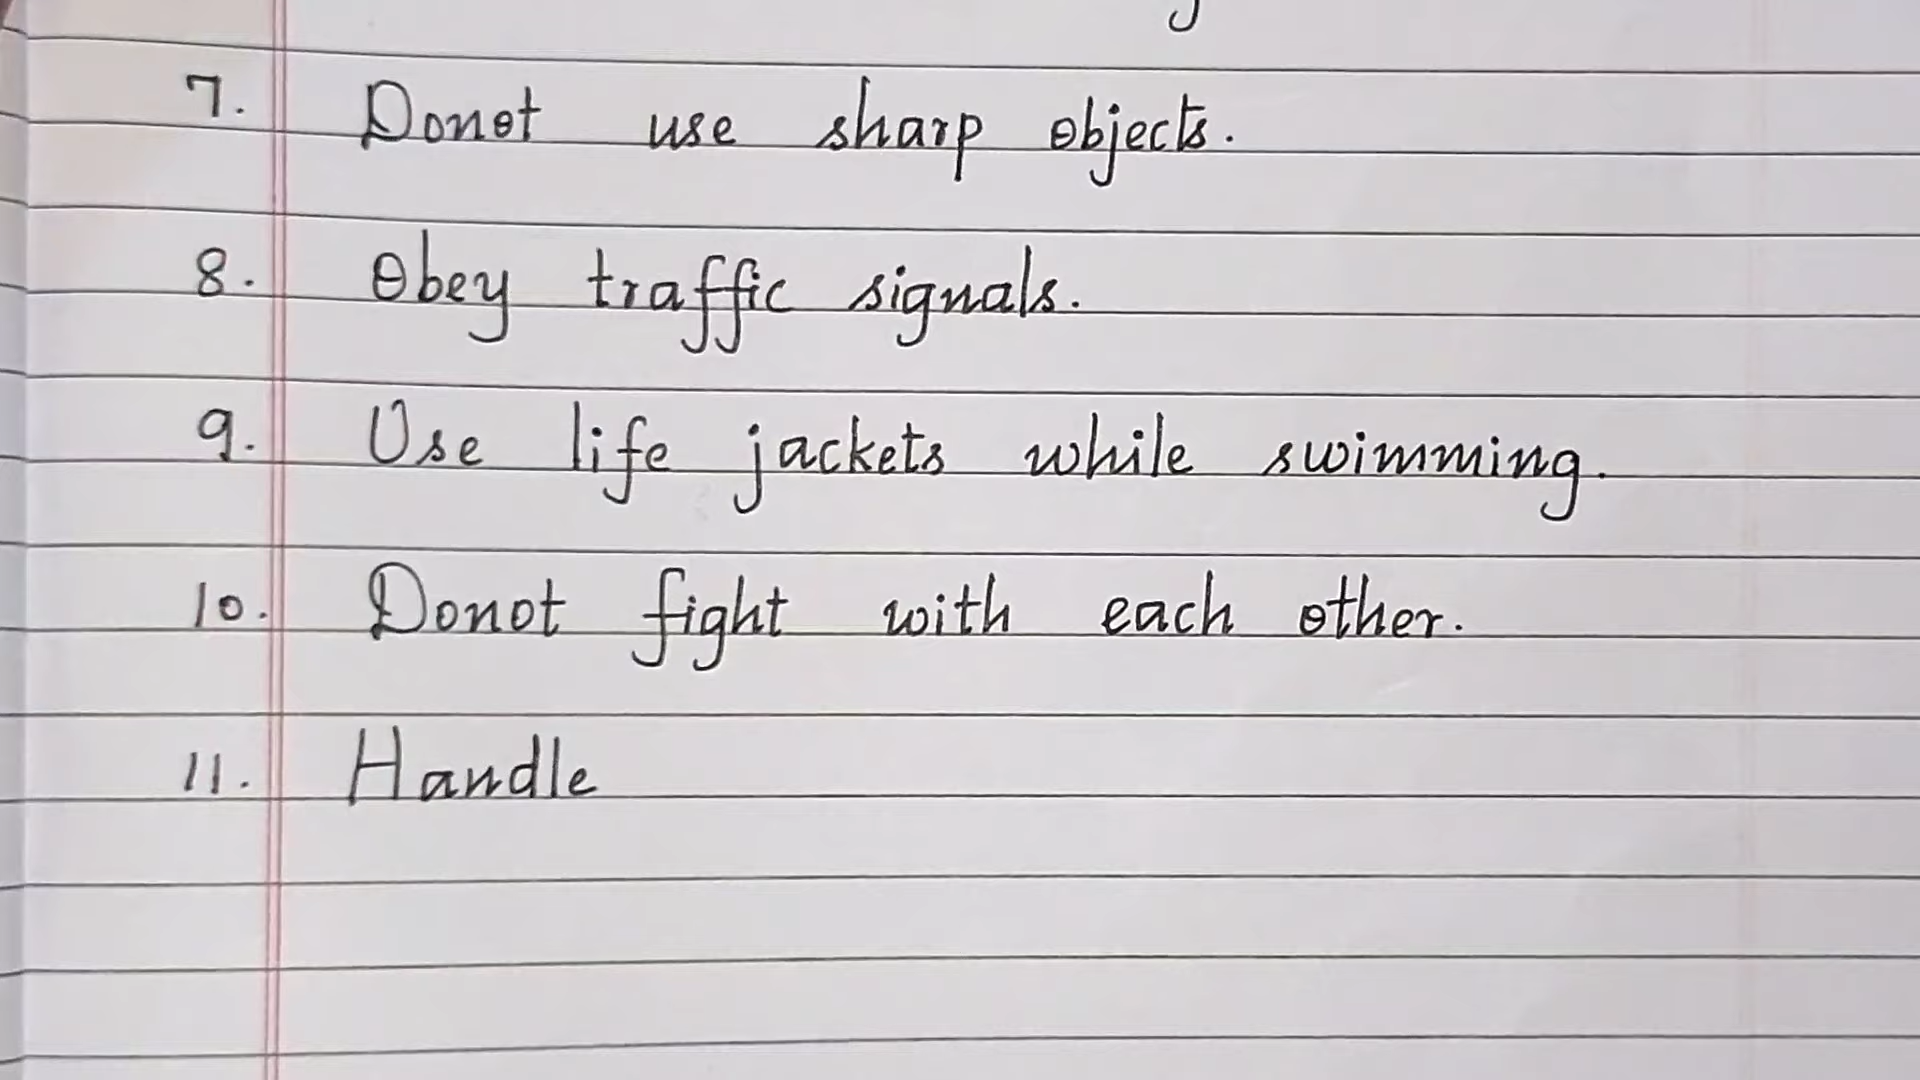 7. Donot use sharp objects.
8. Obey traffic signals.
9. Use life jackets while swimming.
10. Donot fight with each other.
11. Handle